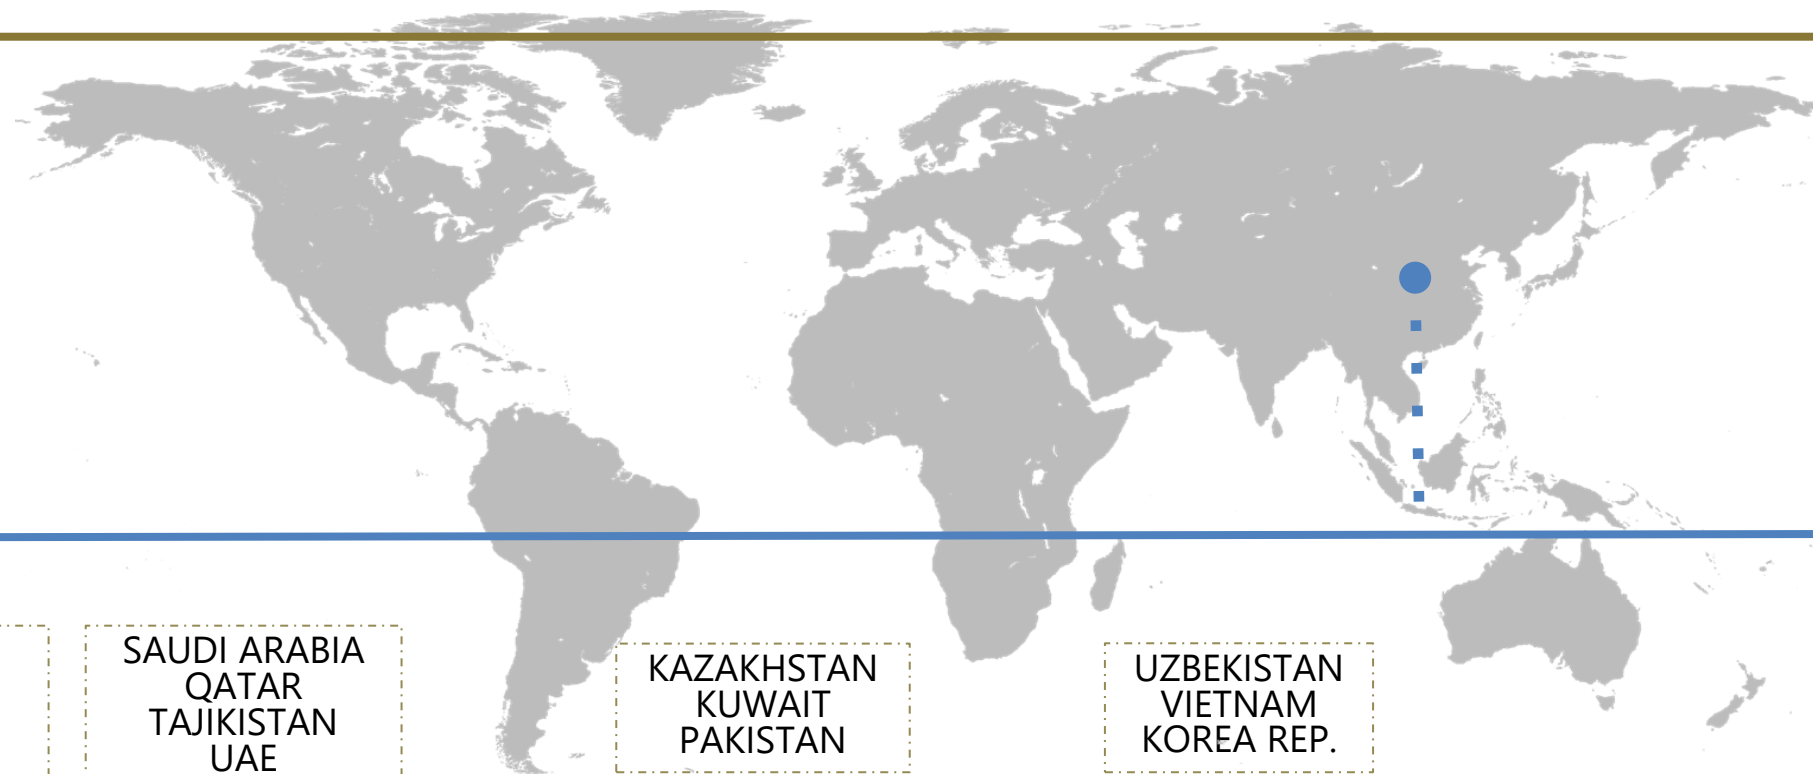 SAUDI ARABIA
QATAR
TAJIKISTAN
UAE
KAZAKHSTAN
KUWAIT
PAKISTAN
UZBEKISTAN
VIETNAM
KOREA REP.